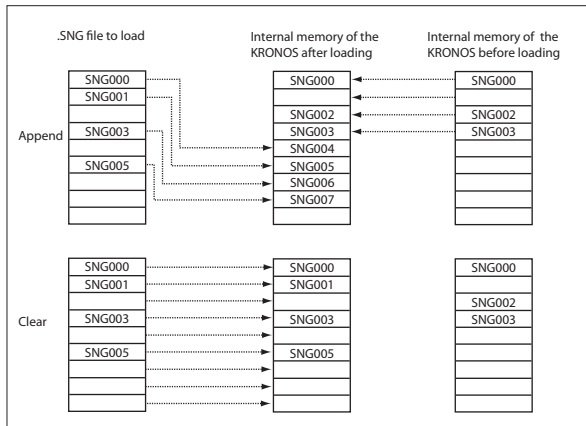 .SNG file to load
Internal memory of the
KRONOS after loading
Internal memory of  the
KRONOS before loading
Append
SNG000
SNG001
SNG003
SNG005
SNG000
SNG002
SNG003
SNG004
SNG005
SNG006
SNG007
SNG000
SNG002
SNG003
Clear
SNG000
SNG001
SNG003
SNG005
SNG000
SNG001
SNG003
SNG005
SNG000
SNG002
SNG003